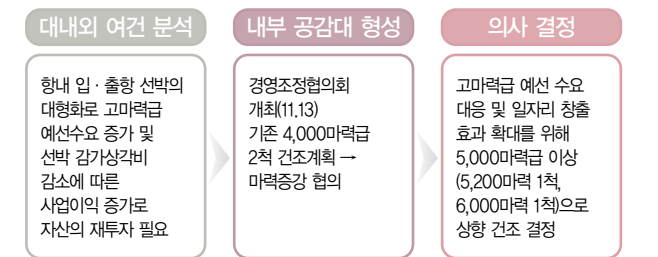 대내외 여건 분석
항내 입·출항 선박의
대형화로 고마력급
예선수요 증가 및
선박 감가상각비
감소에 따른
사업이익 증가로
자산의 재투자 필요
내부 공감대 형성
경영조정협의회
개최(11.13)
기존 4,000마력급
2척 건조계획 →
마력증강 협의
의사 결정
고마력급 예선 수요
대응 및 일자리 창출
효과 확대를 위해
5,000마력급 이상
(5,200마력 1척,
6,000마력 1척)으로
상향 건조 결정